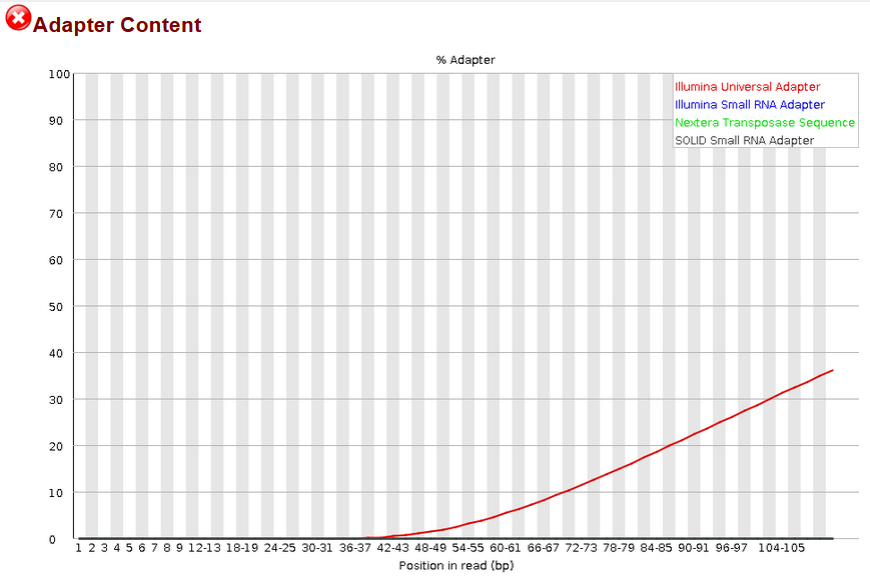 Adapter Content
% Adapter
100
90
80
70
60
50
40
30
20
10
0
Illumina Universal Adapter
Illumina Small RNA Adapter
Nextera Transposase Sequence
SOLID Small RNA Adapter
1 2 3 4 5 6 7 8 9 12-13 18-19 24-25 30-31 36-37 42-43 48-49 54-55 60-61 66-67 72-73 78-79 84-85 90-91 96-97 104-105
Position in read (bp)